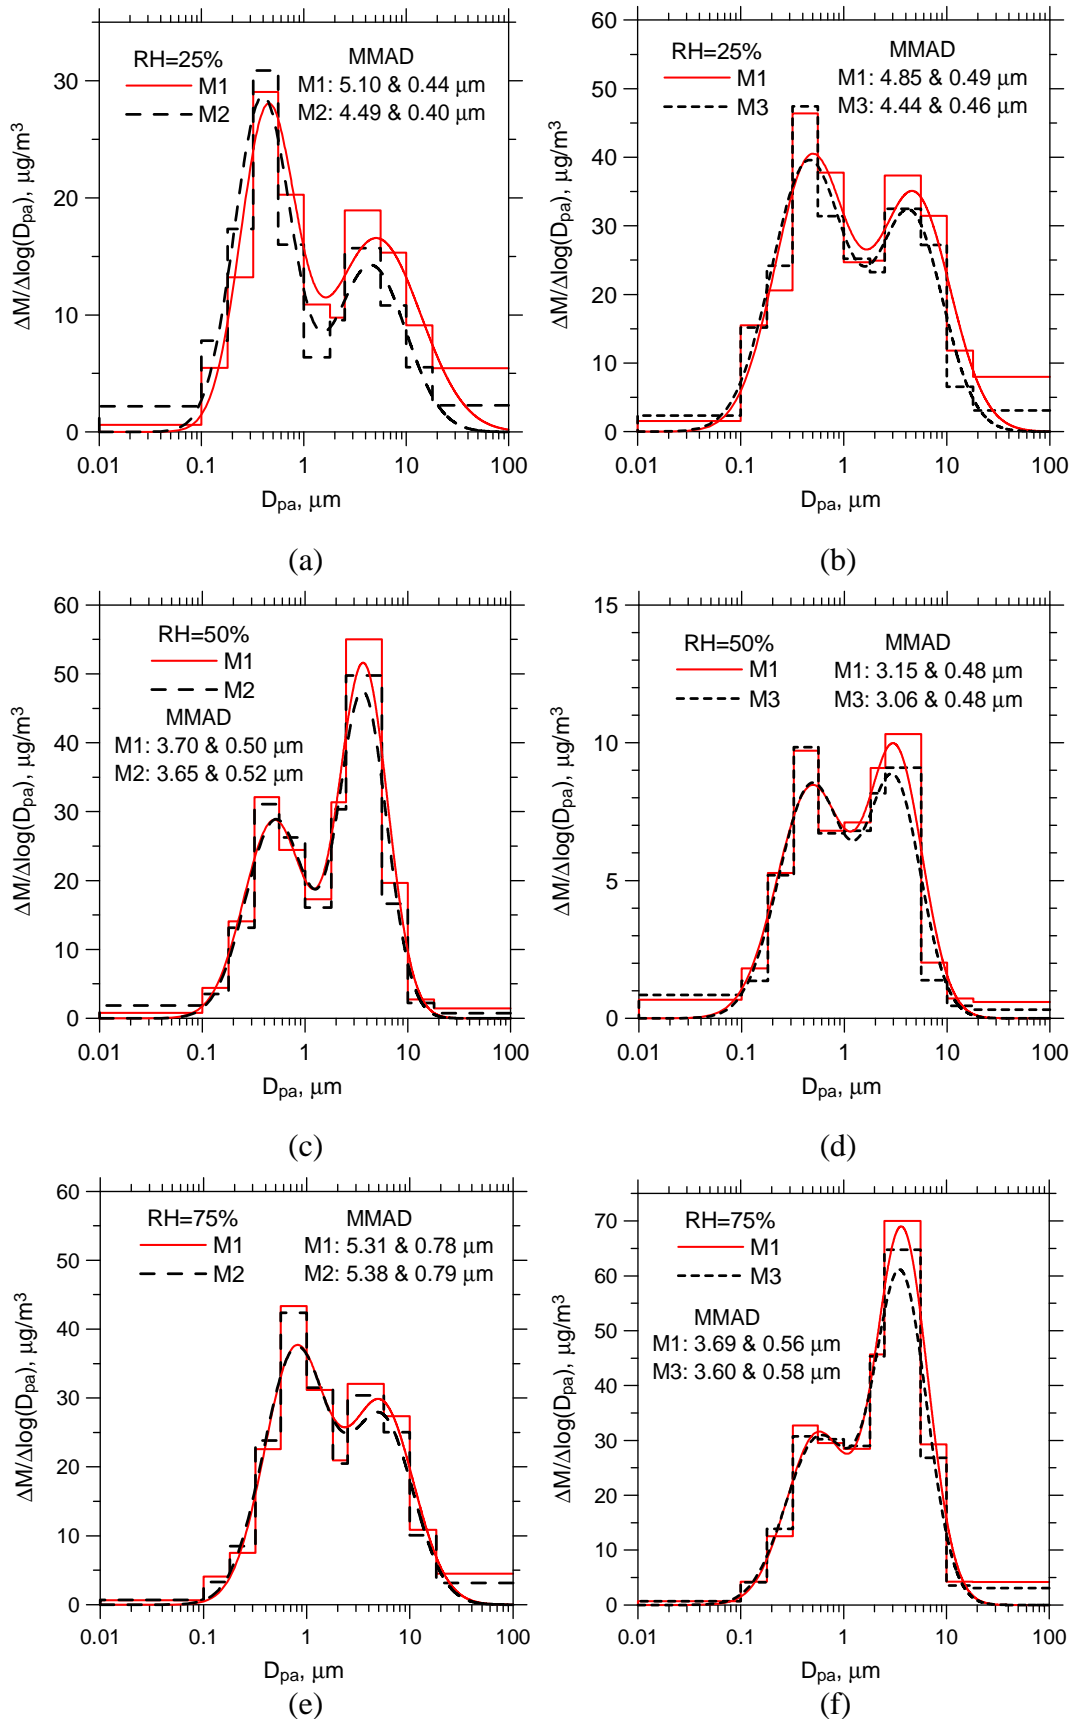 RH=25%
M1
M2
MMAD
M1: 5.10 & 0.44 μm
M2: 4.49 & 0.40 μm
ΔM/Δlog(Dpa), μg/m³
30
20
10
0
0.01 0.1 1 10 100
Dpa, μm
(a)
RH=25%
M1
M3
MMAD
M1: 4.85 & 0.49 μm
M3: 4.44 & 0.46 μm
ΔM/Δlog(Dpa), μg/m³
60
50
40
30
20
10
0
0.01 0.1 1 10 100
Dpa, μm
(b)
RH=50%
M1
M2
MMAD
M1: 3.70 & 0.50 μm
M2: 3.65 & 0.52 μm
ΔM/Δlog(Dpa), μg/m³
60
50
40
30
20
10
0
0.01 0.1 1 10 100
Dpa, μm
(c)
RH=50%
M1
M3
MMAD
M1: 3.15 & 0.48 μm
M3: 3.06 & 0.48 μm
ΔM/Δlog(Dpa), μg/m³
15
10
5
0
0.01 0.1 1 10 100
Dpa, μm
(d)
RH=75%
M1
M2
MMAD
M1: 5.31 & 0.78 μm
M2: 5.38 & 0.79 μm
ΔM/Δlog(Dpa), μg/m³
60
50
40
30
20
10
0
0.01 0.1 1 10 100
Dpa, μm
(e)
RH=75%
M1
M3
MMAD
M1: 3.69 & 0.56 μm
M3: 3.60 & 0.58 μm
ΔM/Δlog(Dpa), μg/m³
70
60
50
40
30
20
10
0
0.01 0.1 1 10 100
Dpa, μm
(f)